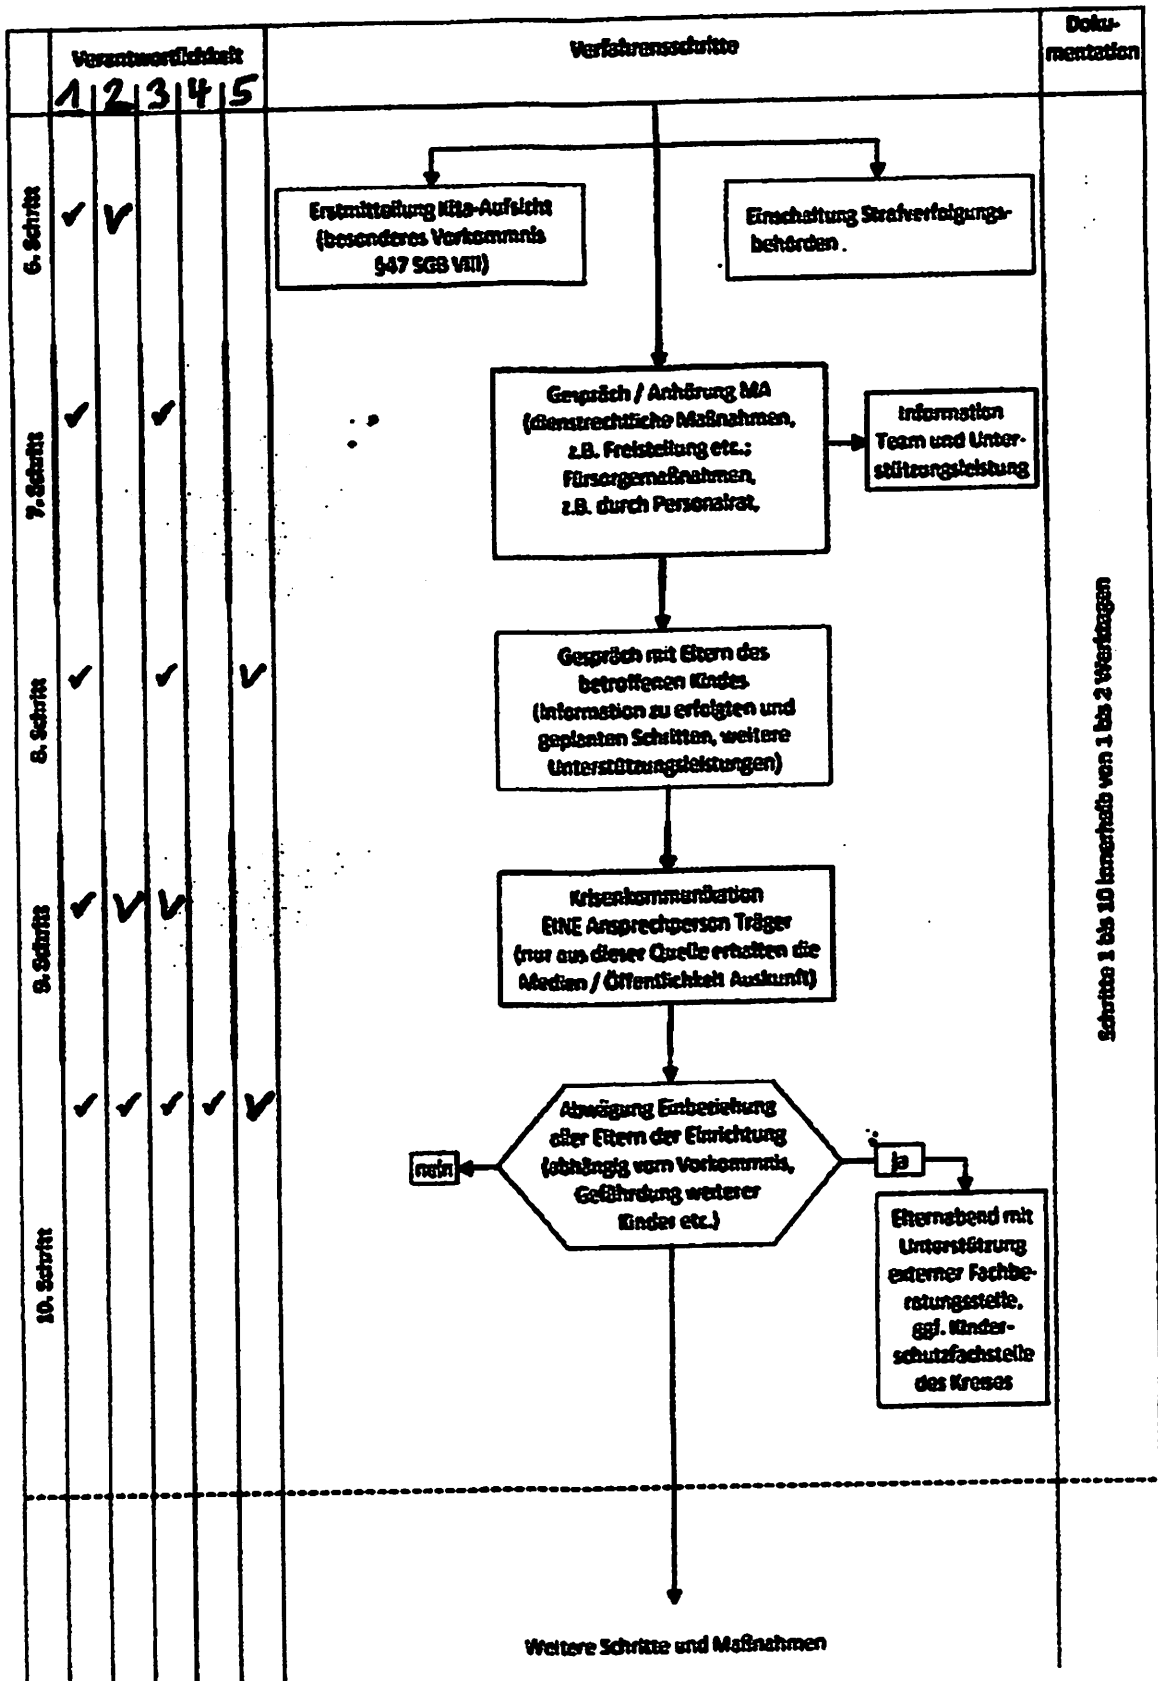 Verantwortlichkeit
Verfahrensschritte
Doku-
mentation
1 2 3 4 5
6. Schritt
✓ ✓
Erstmitteilung Kita-Aufsicht
(besonderes Vorkommnis
§47 SGB VIII)
Einschaltung Strafverfolgungs-
behörden.
7. Schritt
✓ ✓
Gespräch / Anhörung MA
(dienstrechtliche Maßnahmen,
z.B. Freistellung etc.;
Fürsorgemaßnahmen,
z.B. durch Personalrat,
Information
Team und Unter-
stützungsleistung
8. Schritt
✓ ✓ ✓
Gespräch mit Eltern des
betroffenen Kindes
(Information zu erfolgten und
geplanten Schritten, weitere
Unterstützungsleistungen)
9. Schritt
✓ ✓ ✓
Krisenkommunikation
EINE Ansprechperson Träger
(nur aus dieser Quelle erhalten die
Medien / Öffentlichkeit Auskunft)
10. Schritt
✓ ✓ ✓ ✓ ✓
Abwägung Einbeziehung
aller Eltern der Einrichtung
(abhängig vom Vorkommnis,
Gefährdung weiterer
Kinder etc.)
nein
ja
Elternabend mit
Unterstützung
externer Fachbe-
ratungsstelle,
ggf. Kinder-
schutzfachstelle
des Kreises
Schritte 1 bis 10 innerhalb von 1 bis 2 Werktagen
Weitere Schritte und Maßnahmen